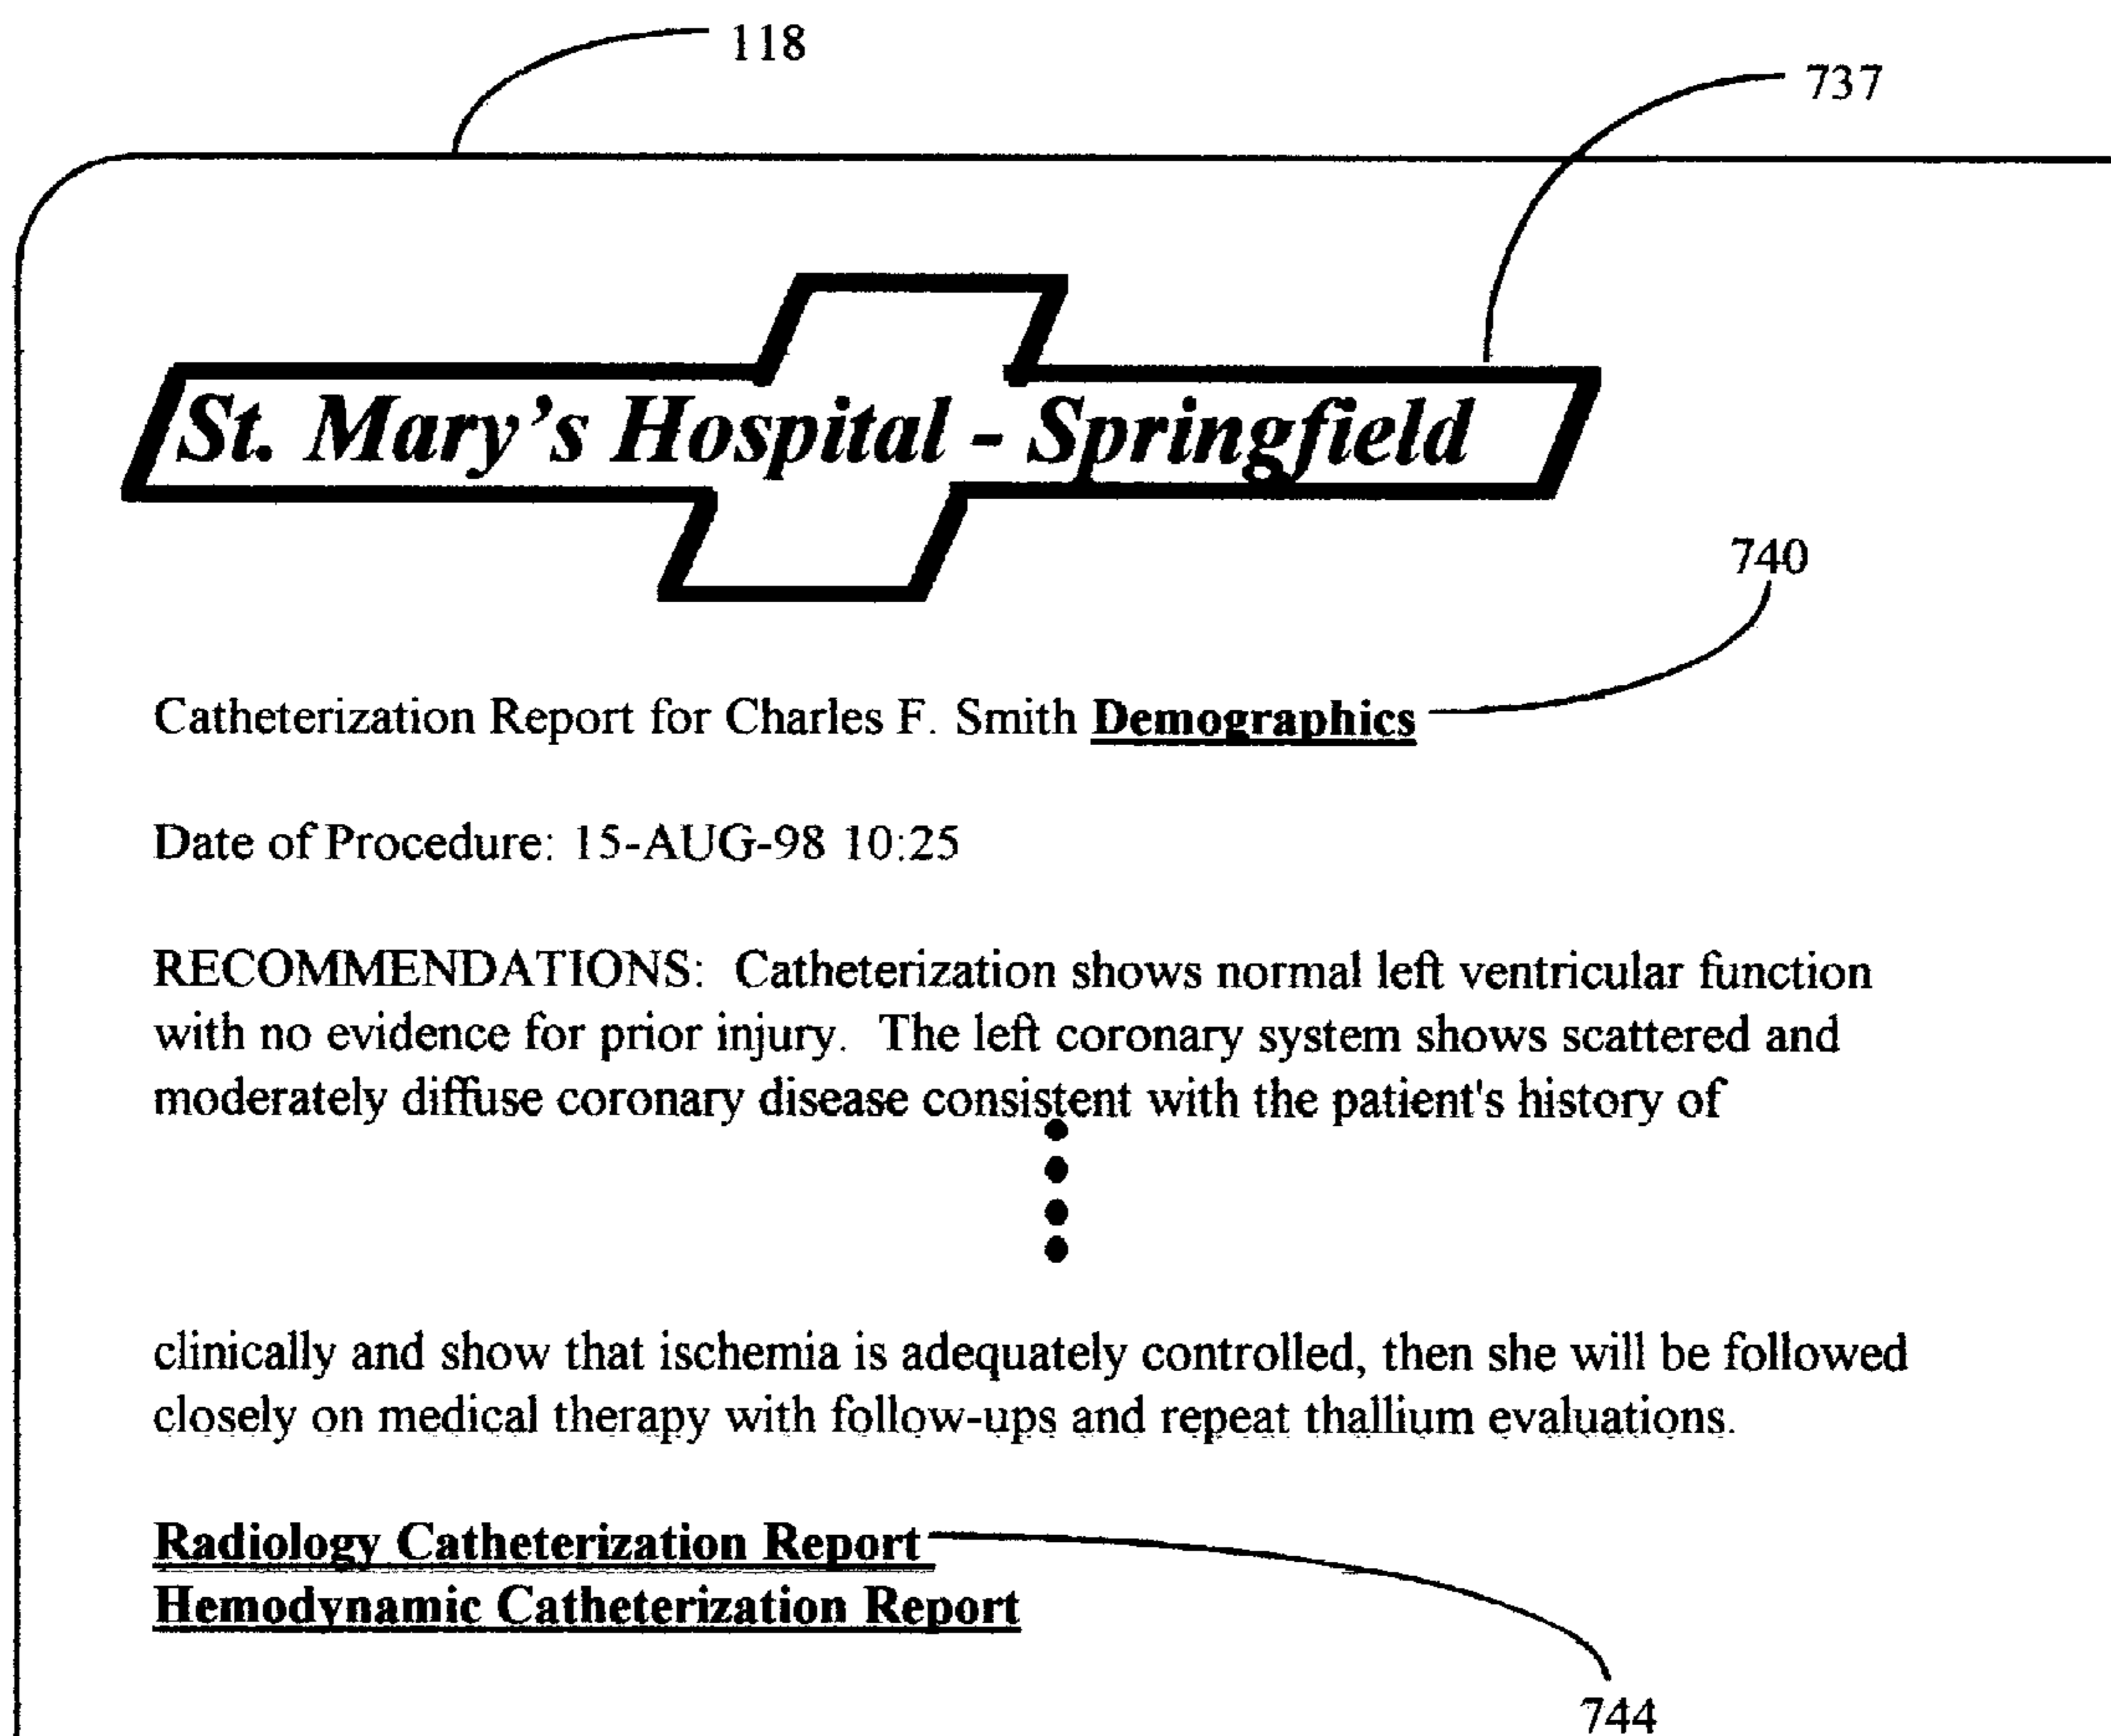 118
737
St. Mary’s Hospital - Springfield
740
Catheterization Report for Charles F. Smith Demographics
Date of Procedure: 15-AUG-98 10:25
RECOMMENDATIONS: Catheterization shows normal left ventricular function
with no evidence for prior injury. The left coronary system shows scattered and
moderately diffuse coronary disease consistent with the patient's history of
clinically and show that ischemia is adequately controlled, then she will be followed
closely on medical therapy with follow-ups and repeat thallium evaluations.
Radiology Catheterization Report
Hemodynamic Catheterization Report
744